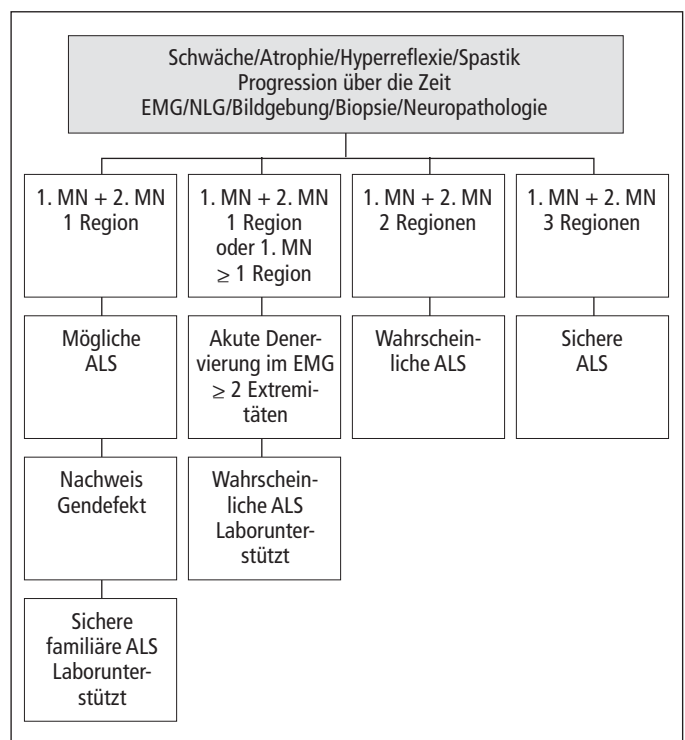 Schwäche/Atrophie/Hyperreflexie/Spastik
Progression über die Zeit
EMG/NLG/Bildgebung/Biopsie/Neuropathologie
1. MN + 2. MN
1 Region
1. MN + 2. MN
1 Region
oder 1. MN
≥ 1 Region
1. MN + 2. MN
2 Regionen
1. MN + 2. MN
3 Regionen
Mögliche
ALS
Akute Dener-
vierung im EMG
≥ 2 Extremi-
täten
Wahrschein-
liche ALS
Sichere
ALS
Nachweis
Gendefekt
Wahrschein-
liche ALS
Laborunter-
stützt
Sichere
familiäre ALS
Laborunter-
stützt